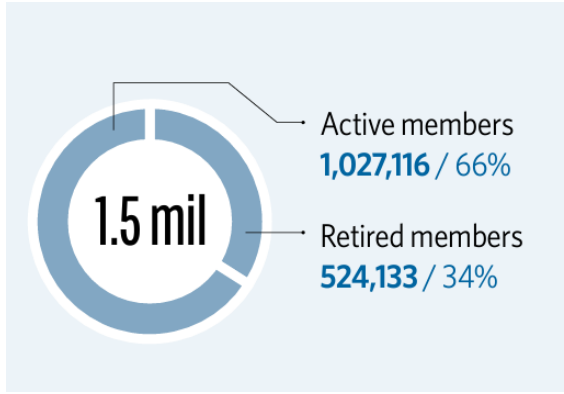 1.5 mil
Active members
1,027,116 / 66%
Retired members
524,133 / 34%